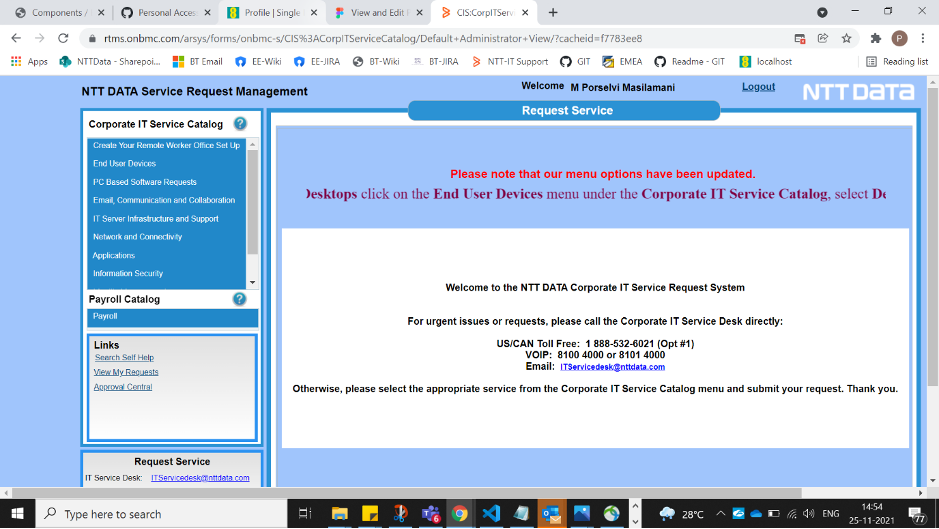 Components /
Personal Acces
Profile | Single
View and Edit
CIS:CorpITServic
rtms.onbmc.com/arsys/forms/onbmc-s/CIS%3ACorpITServiceCatalog/Default+Administrator+View/?cacheid=f7783ee8
P
Apps
NTTData - Sharepoi...
BT Email
EE-Wiki
EE-JIRA
BT-Wiki
BT-JIRA
NTT-IT Support
GIT
EMEA
Readme - GIT
localhost
Reading list
NTT DATA Service Request Management
Welcome M Porselvi Masilamani
Logout
NTT DATA
Corporate IT Service Catalog ?
Create Your Remote Worker Office Set Up
End User Devices
PC Based Software Requests
Email, Communication and Collaboration
IT Server Infrastructure and Support
Network and Connectivity
Applications
Information Security
Payroll Catalog ?
Payroll
Links
Search Self Help
View My Requests
Approval Central
Request Service
IT Service Desk: ITServicedesk@nttdata.com
Request Service
Please note that our menu options have been updated.
Desktops click on the End User Devices menu under the Corporate IT Service Catalog, select De
Welcome to the NTT DATA Corporate IT Service Request System
For urgent issues or requests, please call the Corporate IT Service Desk directly:
US/CAN Toll Free: 1 888-532-6021 (Opt #1)
VOIP: 8100 4000 or 8101 4000
Email: ITServicedesk@nttdata.com
Otherwise, please select the appropriate service from the Corporate IT Service Catalog menu and submit your request. Thank you.
Type here to search
6
28°C
ENG
14:54
25-11-2021
77